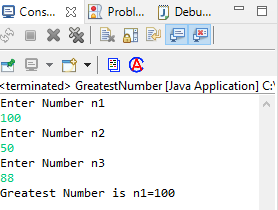 Cons...
Probl...
Debu...
<terminated> GreatestNumber [Java Application] C:\
Enter Number n1
100
Enter Number n2
50
Enter Number n3
88
Greatest Number is n1=100